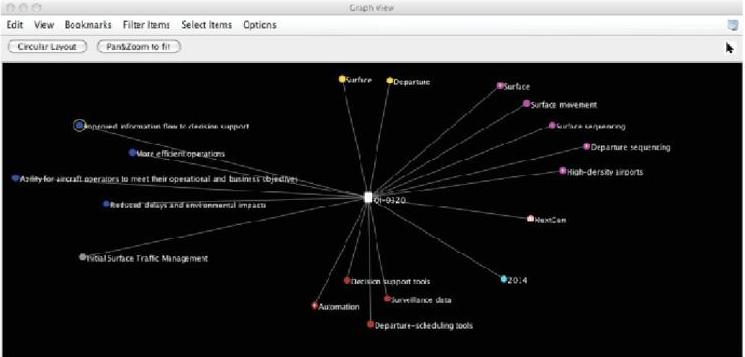 Graph View
Edit View Bookmarks Filter Items Select Items Options
Circular Layout Pan&Zoom to fit
Surface
Departure
Surface
Surface movement
Improved information flow to decision support
Surface sequencing
Departure sequencing
More efficient operations
High-density airports
Ability for aircraft operators to meet their operational and business objectives
OI-0320
Reduced delays and environmental impacts
NextGen
Initial Surface Traffic Management
Decision support tools
2014
Surveillance data
Automation
Departure-scheduling tools